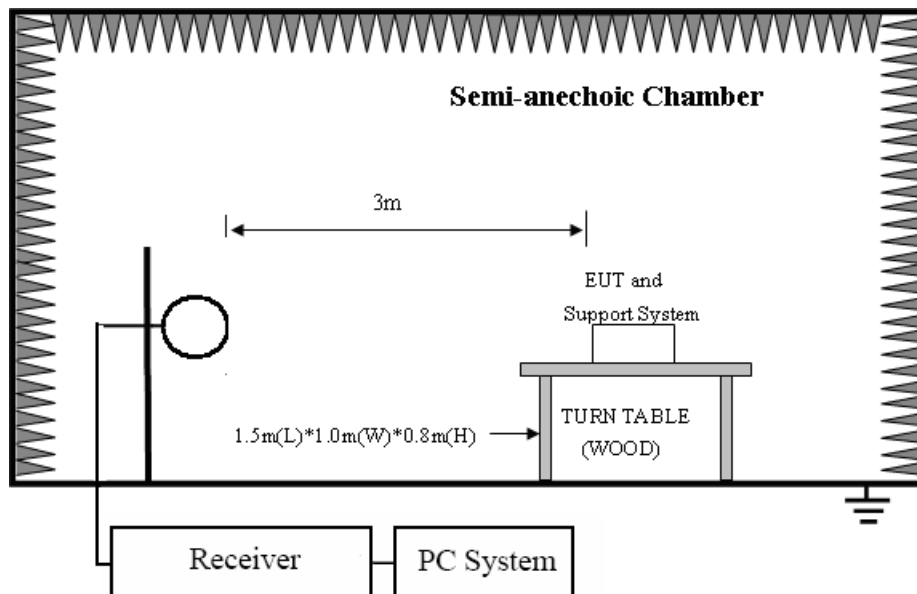 Semi-anechoic Chamber
3m
EUT and
Support System
1.5m(L)*1.0m(W)*0.8m(H)
TURN TABLE
(WOOD)
Receiver
PC System